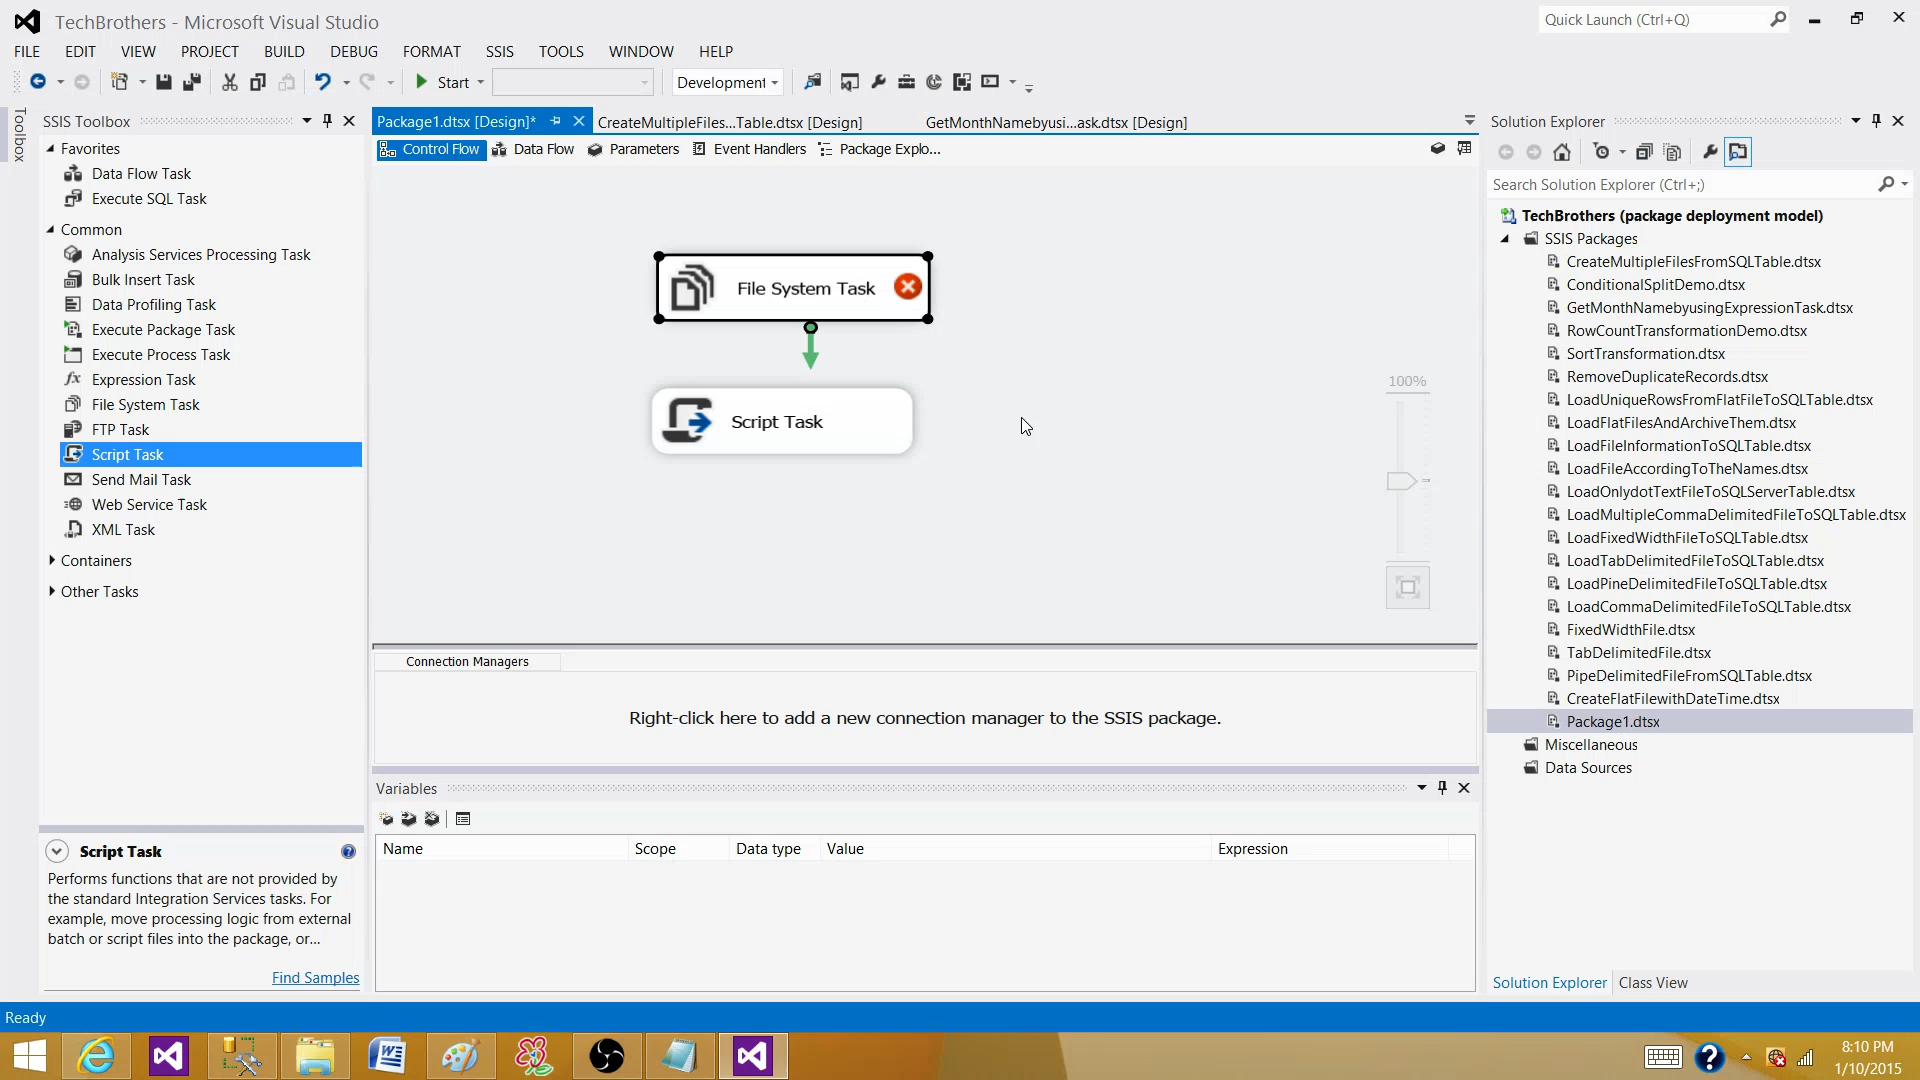 TechBrothers - Microsoft Visual Studio
Quick Launch (Ctrl+Q)
FILE EDIT VIEW PROJECT BUILD DEBUG FORMAT SSIS TOOLS WINDOW HELP
Start Development
Toolbox
SSIS Toolbox
Favorites
Data Flow Task
Execute SQL Task
Common
Analysis Services Processing Task
Bulk Insert Task
Data Profiling Task
Execute Package Task
Execute Process Task
Expression Task
File System Task
FTP Task
Script Task
Send Mail Task
Web Service Task
XML Task
Containers
Other Tasks
Script Task
Performs functions that are not provided by
the standard Integration Services tasks. For
example, move processing logic from external
batch or script files into the package, or...
Find Samples
Package1.dtsx [Design]* CreateMultipleFiles...Table.dtsx [Design] GetMonthNamebyusi...ask.dtsx [Design]
Control Flow Data Flow Parameters Event Handlers Package Explo...
File System Task
Script Task
100%
Connection Managers
Right-click here to add a new connection manager to the SSIS package.
Variables
Name Scope Data type Value Expression
Solution Explorer
Search Solution Explorer (Ctrl+;)
TechBrothers (package deployment model)
SSIS Packages
CreateMultipleFilesFromSQLTable.dtsx
ConditionalSplitDemo.dtsx
GetMonthNamebyusingExpressionTask.dtsx
RowCountTransformationDemo.dtsx
SortTransformation.dtsx
RemoveDuplicateRecords.dtsx
LoadUniqueRowsFromFlatFileToSQLTable.dtsx
LoadFlatFilesAndArchiveThem.dtsx
LoadFileInformationToSQLTable.dtsx
LoadFileAccordingToTheNames.dtsx
LoadOnlydotTextFileToSQLServerTable.dtsx
LoadMultipleCommaDelimitedFileToSQLTable.dtsx
LoadFixedWidthFileToSQLTable.dtsx
LoadTabDelimitedFileToSQLTable.dtsx
LoadPineDelimitedFileToSQLTable.dtsx
LoadCommaDelimitedFileToSQLTable.dtsx
FixedWidthFile.dtsx
TabDelimitedFile.dtsx
PipeDelimitedFileFromSQLTable.dtsx
CreateFlatFilewithDateTime.dtsx
Package1.dtsx
Miscellaneous
Data Sources
Solution Explorer Class View
Ready
8:10 PM
1/10/2015